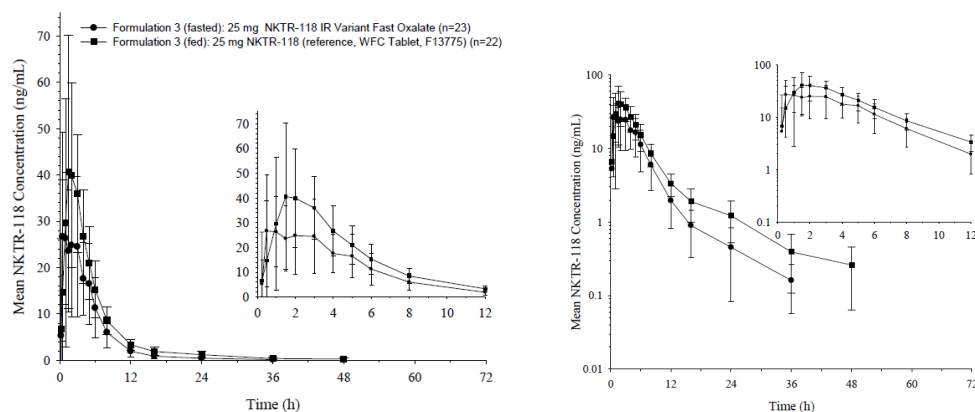 Formulation 3 (fasted): 25 mg NKTR-118 IR Variant Fast Oxalate (n=23)
Formulation 3 (fed): 25 mg NKTR-118 (reference, WFC Tablet, F13775) (n=22)
Mean NKTR-118 Concentration (ng/mL)
70
60
50
40
30
20
10
0
0 12 24 36 48 60 72
Time (h)
80
70
60
50
40
30
20
10
0
0 2 4 6 8 10 12
Mean NKTR-118 Concentration (ng/mL)
100
10
1
0.1
0.01
0 12 24 36 48 60 72
Time (h)
100
10
1
0.1
0 2 4 6 8 10 12